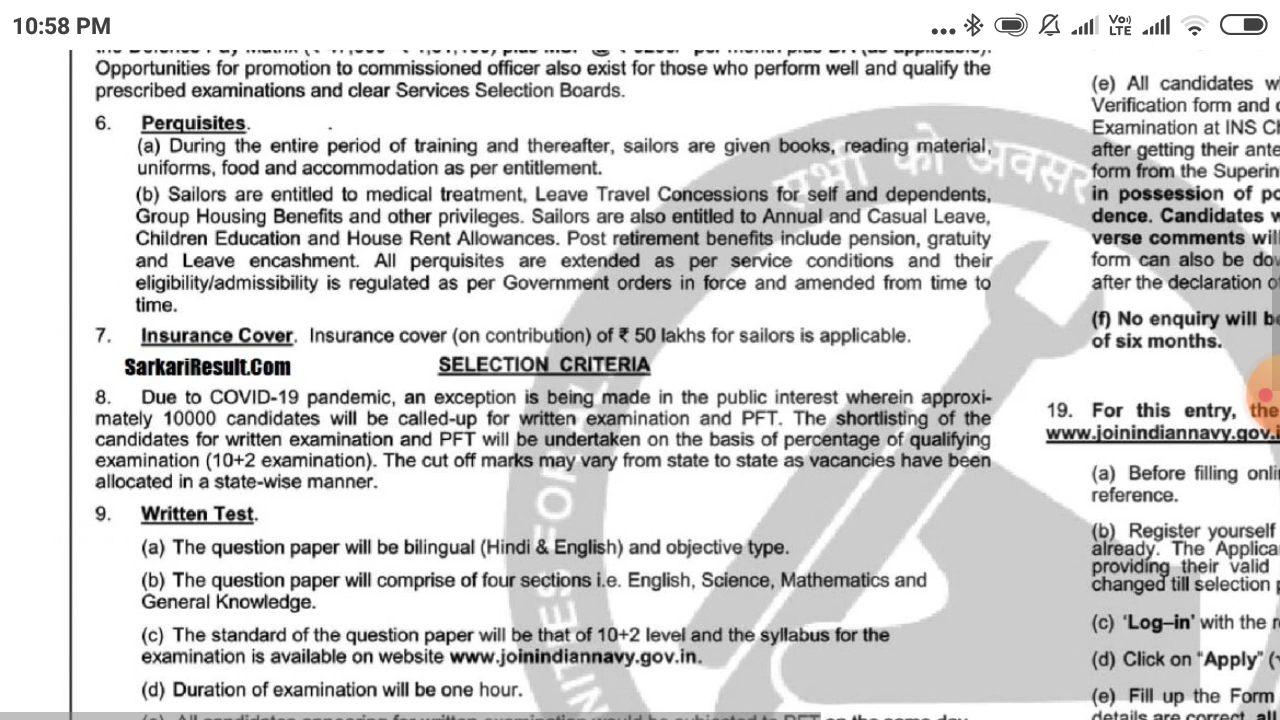 10:58 PM
Vo) LTE
Opportunities for promotion to commissioned officer also exist for those who perform well and qualify the
prescribed examinations and clear Services Selection Boards.
6. Perquisites.
(a) During the entire period of training and thereafter, sailors are given books, reading material,
uniforms, food and accommodation as per entitlement.
(b) Sailors are entitled to medical treatment, Leave Travel Concessions for self and dependents,
Group Housing Benefits and other privileges. Sailors are also entitled to Annual and Casual Leave,
Children Education and House Rent Allowances. Post retirement benefits include pension, gratuity
and Leave encashment. All perquisites are extended as per service conditions and their
eligibility/admissibility is regulated as per Government orders in force and amended from time to
time.
7. Insurance Cover. Insurance cover (on contribution) of ₹ 50 lakhs for sailors is applicable.
SarkariResult.Com SELECTION CRITERIA
8. Due to COVID-19 pandemic, an exception is being made in the public interest wherein approxi-
mately 10000 candidates will be called-up for written examination and PFT. The shortlisting of the
candidates for written examination and PFT will be undertaken on the basis of percentage of qualifying
examination (10+2 examination). The cut off marks may vary from state to state as vacancies have been
allocated in a state-wise manner.
9. Written Test.
(a) The question paper will be bilingual (Hindi & English) and objective type.
(b) The question paper will comprise of four sections i.e. English, Science, Mathematics and
General Knowledge.
(c) The standard of the question paper will be that of 10+2 level and the syllabus for the
examination is available on website www.joinindiannavy.gov.in.
(d) Duration of examination will be one hour.
को अवसर
FOR AL
(e) All candidates
Verification form and
Examination at INS
after getting their
form from the
in possession of
dence. Candidates
verse comments will
form can also be
after the declaration
(f) No enquiry will
of six months.
19. For this entry, the
www.joinindiannavy.gov.
(a) Before filling
reference.
(b) Register yourself
already. The
providing their valid
changed till selection
(c) ‘Log–in’ with the
(d) Click on “Apply”
(e) Fill up the Form
details are correct,